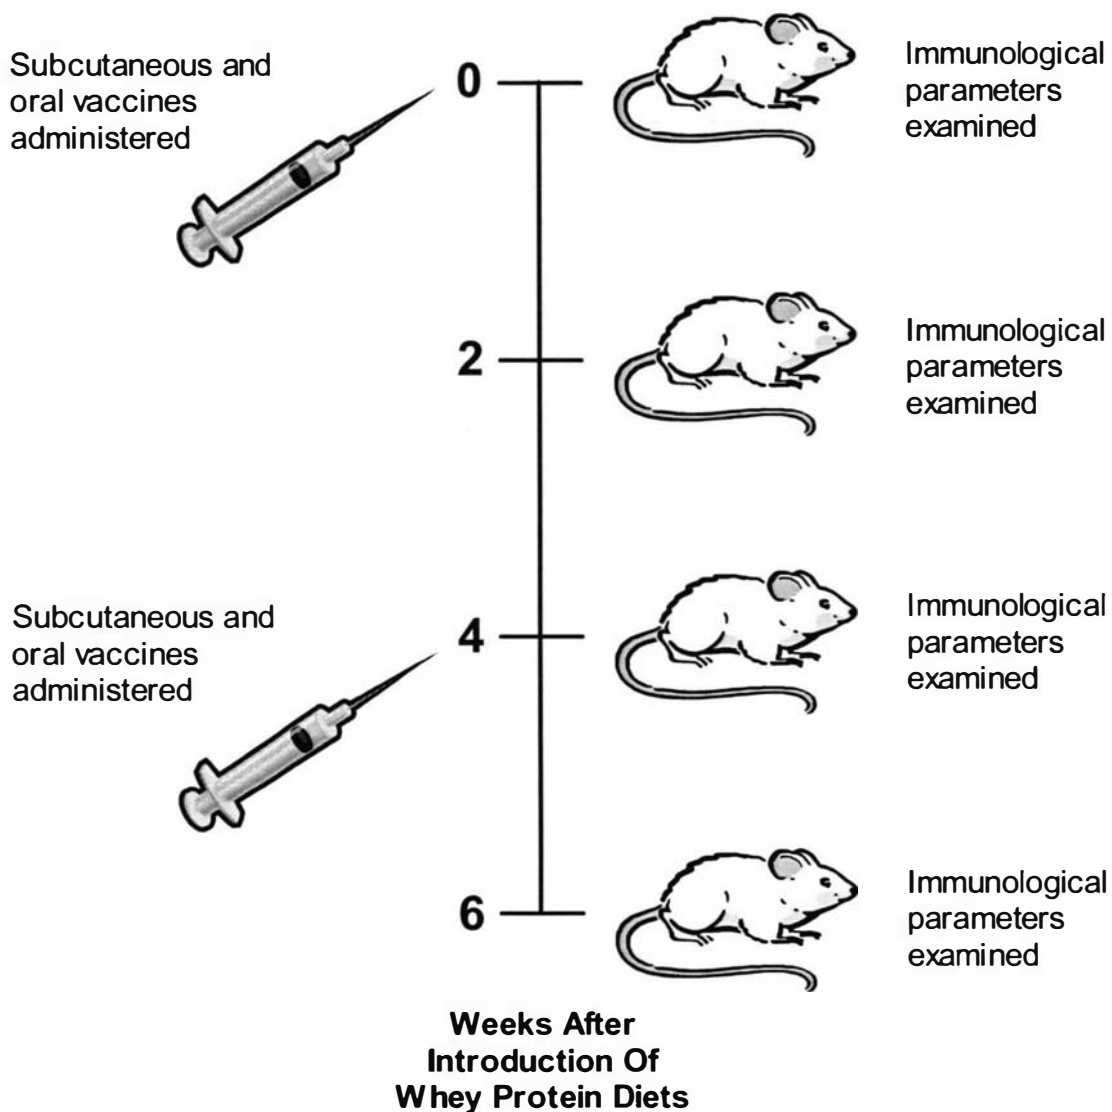 Subcutaneous and
oral vaccines
administered
0
Immunological
parameters
examined
2
Immunological
parameters
examined
Subcutaneous and
oral vaccines
administered
4
Immunological
parameters
examined
6
Immunological
parameters
examined
Weeks After
Introduction Of
Whey Protein Diets